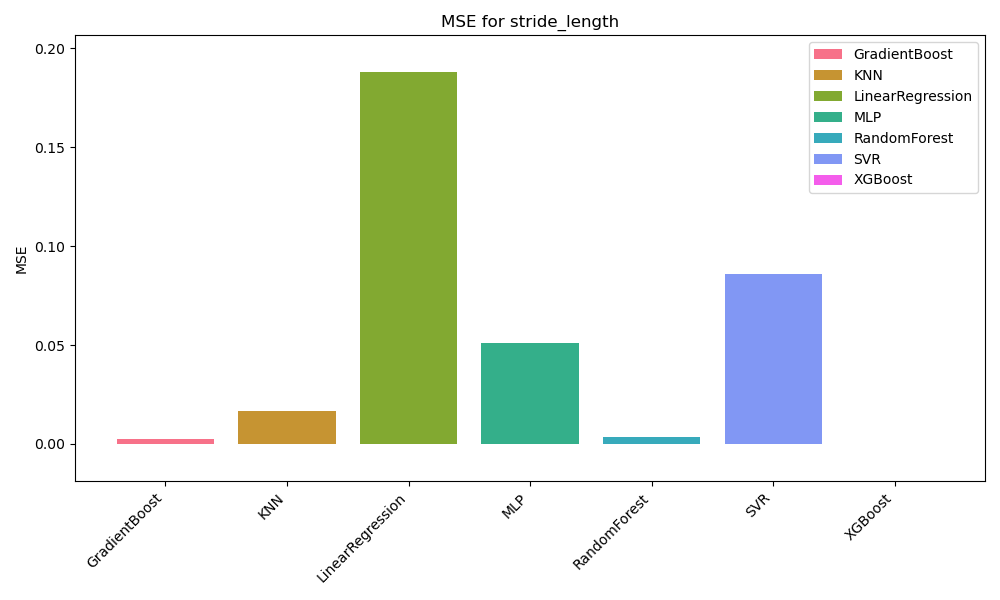 MSE for stride_length
0.20
0.15
0.10
0.05
0.00
MSE
GradientBoost
KNN
LinearRegression
MLP
RandomForest
SVR
XGBoost
GradientBoost
KNN
LinearRegression
MLP
RandomForest
SVR
XGBoost